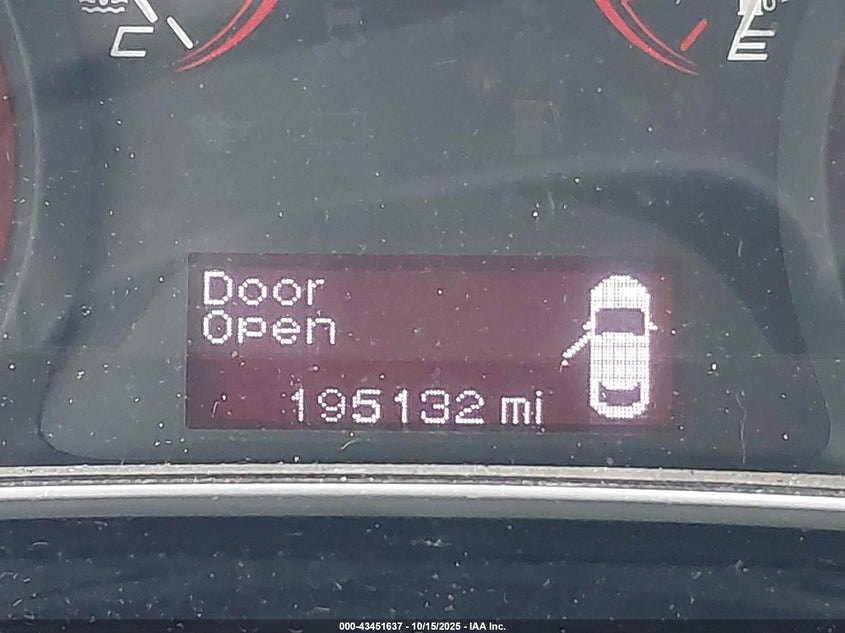 C
E
Door
Open
195132 mi
000-43451637 - 10/15/2025 - IAA Inc.